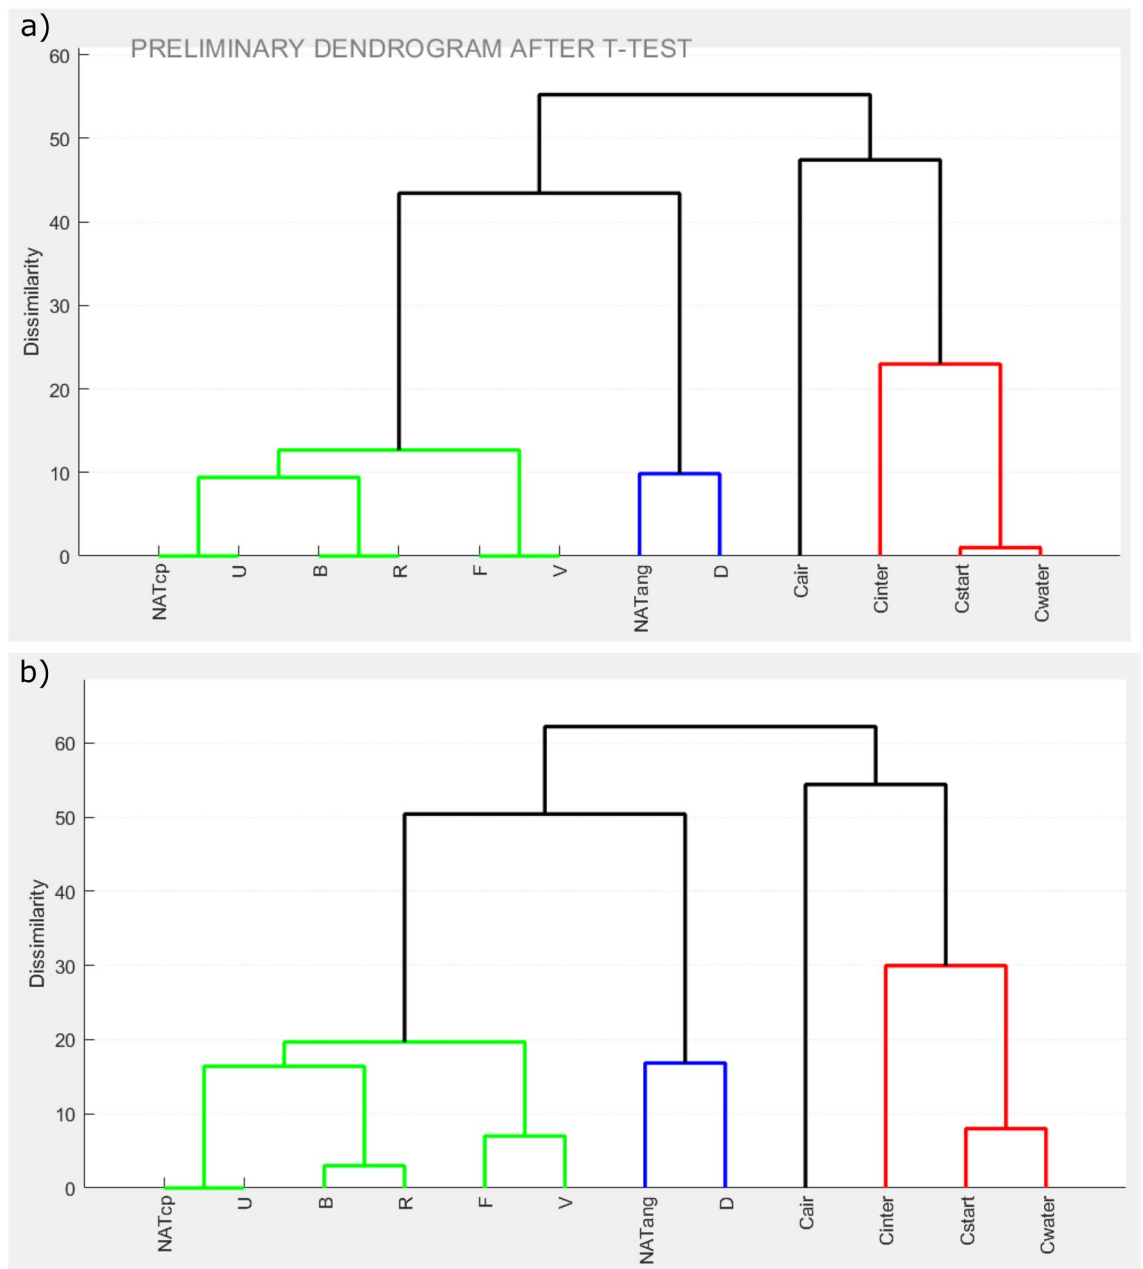 a)
PRELIMINARY DENDROGRAM AFTER T-TEST
60
50
40
30
20
10
0
Dissimilarity
NATcp U B R F V NATang D Cair Cinter Cstart Cwater
b)
60
50
40
30
20
10
0
Dissimilarity
NATcp U B R F V NATang D Cair Cinter Cstart Cwater